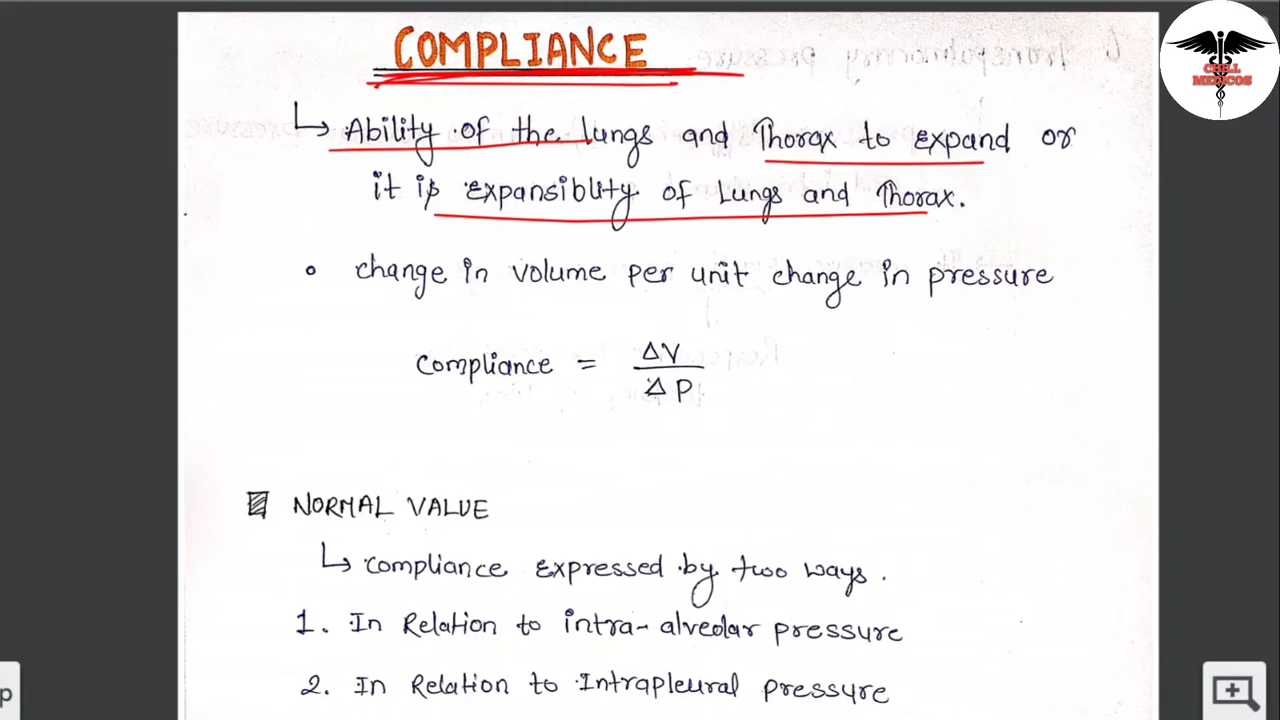 COMPLIANCE
CHILL
MEDICOS
↳ Ability of the lungs and Thorax to expand or
it is expansiblity of Lungs and Thorax.
• change in volume per unit change in pressure
Compliance = ΔV / ΔP
NORMAL VALUE
↳ compliance expressed by two ways.
1. In Relation to intra-alveolar pressure
2. In Relation to Intrapleural pressure
p